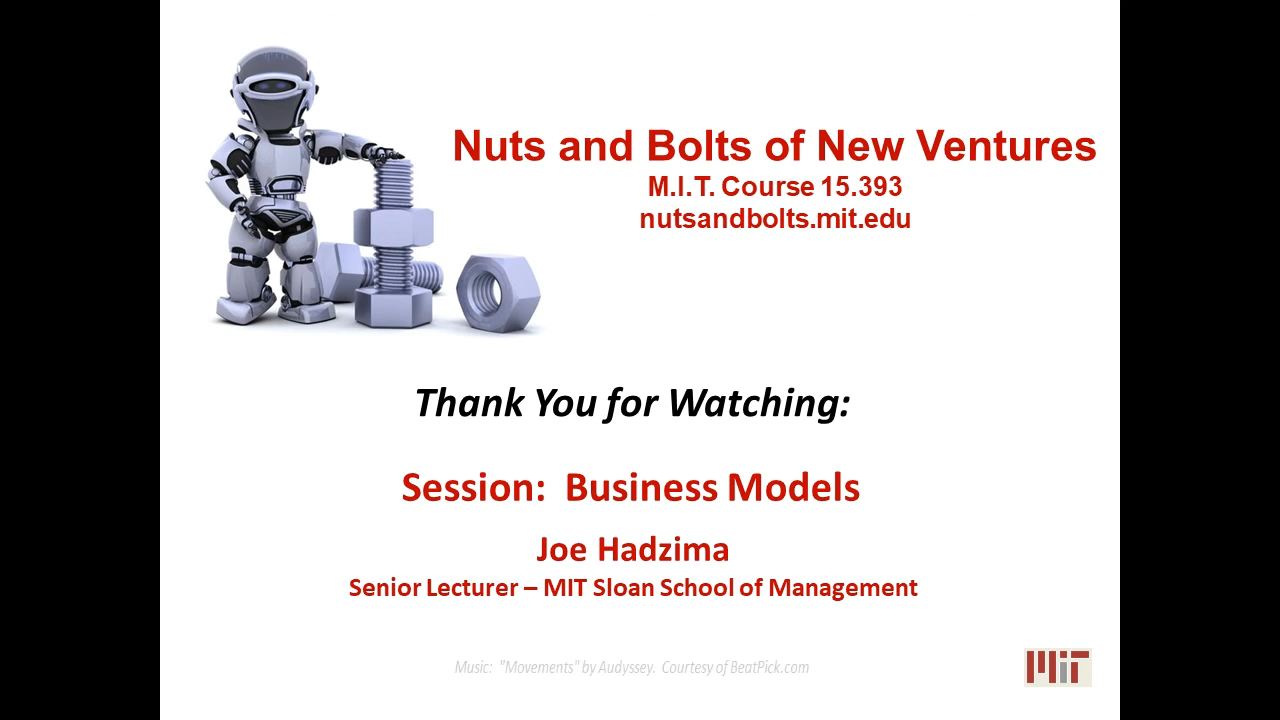 Nuts and Bolts of New Ventures
M.I.T. Course 15.393
nutsandbolts.mit.edu
Thank You for Watching:
Session: Business Models
Joe Hadzima
Senior Lecturer – MIT Sloan School of Management
Music: "Movements" by Audyssey. Courtesy of BeatPick.com
MIT